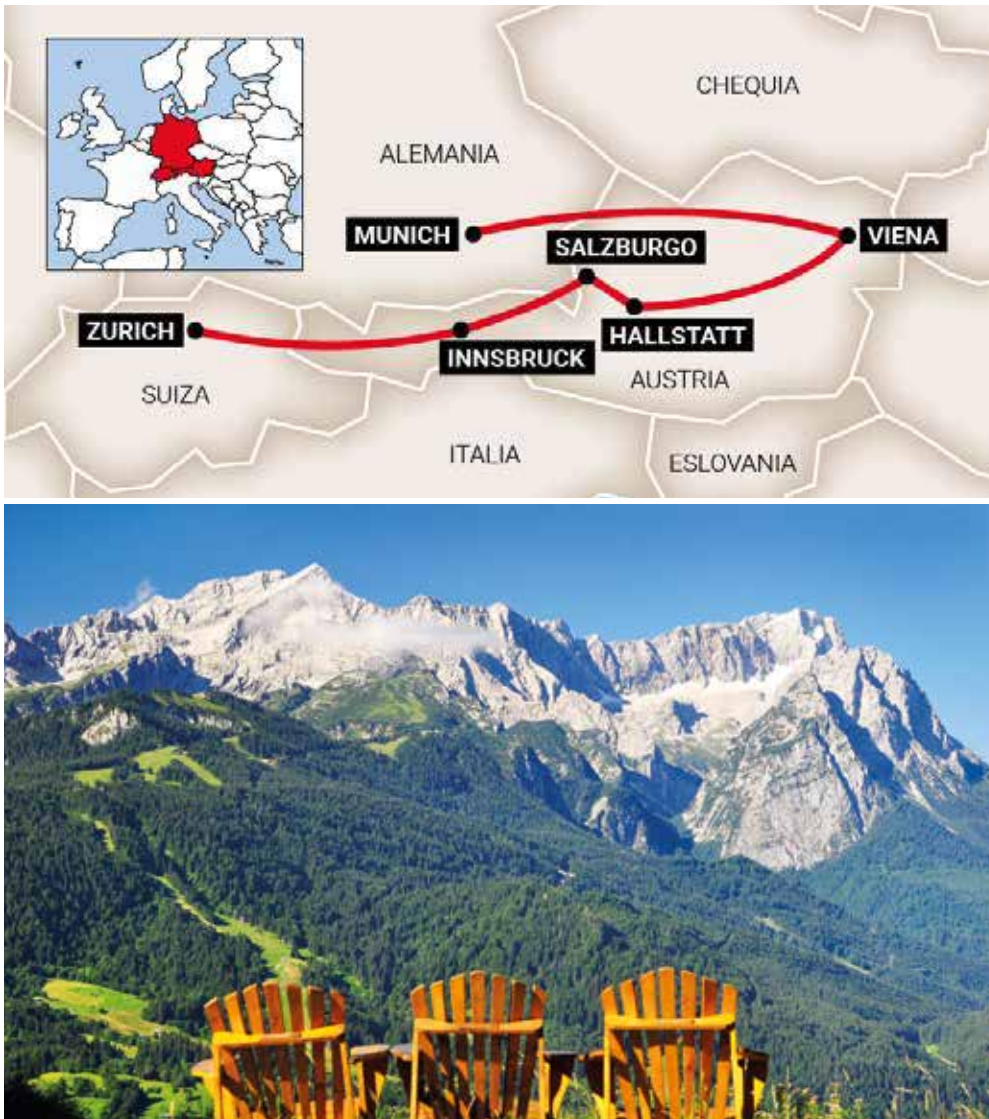 CHEQUIA
ALEMANIA
MUNICH
SALZBURGO
VIENA
ZURICH
INNSBRUCK
HALLSTATT
SUIZA
AUSTRIA
ITALIA
ESLOVANIA